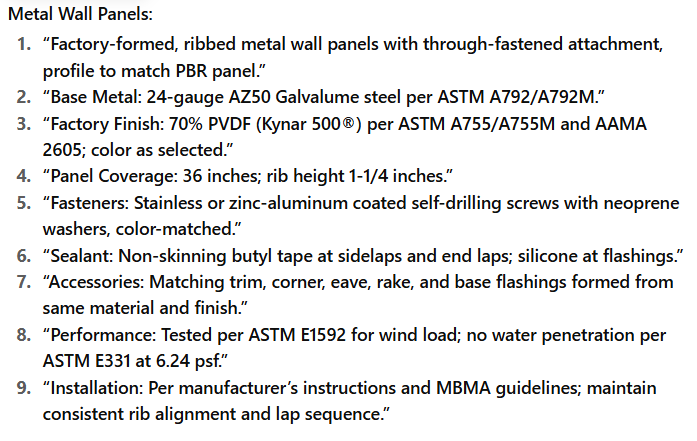 Metal Wall Panels:
1. “Factory-formed, ribbed metal wall panels with through-fastened attachment,
profile to match PBR panel.”
2. “Base Metal: 24-gauge AZ50 Galvalume steel per ASTM A792/A792M.”
3. “Factory Finish: 70% PVDF (Kynar 500®) per ASTM A755/A755M and AAMA
2605; color as selected.”
4. “Panel Coverage: 36 inches; rib height 1-1/4 inches.”
5. “Fasteners: Stainless or zinc-aluminum coated self-drilling screws with neoprene
washers, color-matched.”
6. “Sealant: Non-skinning butyl tape at sidelaps and end laps; silicone at flashings.”
7. “Accessories: Matching trim, corner, eave, rake, and base flashings formed from
same material and finish.”
8. “Performance: Tested per ASTM E1592 for wind load; no water penetration per
ASTM E331 at 6.24 psf.”
9. “Installation: Per manufacturer’s instructions and MBMA guidelines; maintain
consistent rib alignment and lap sequence.”